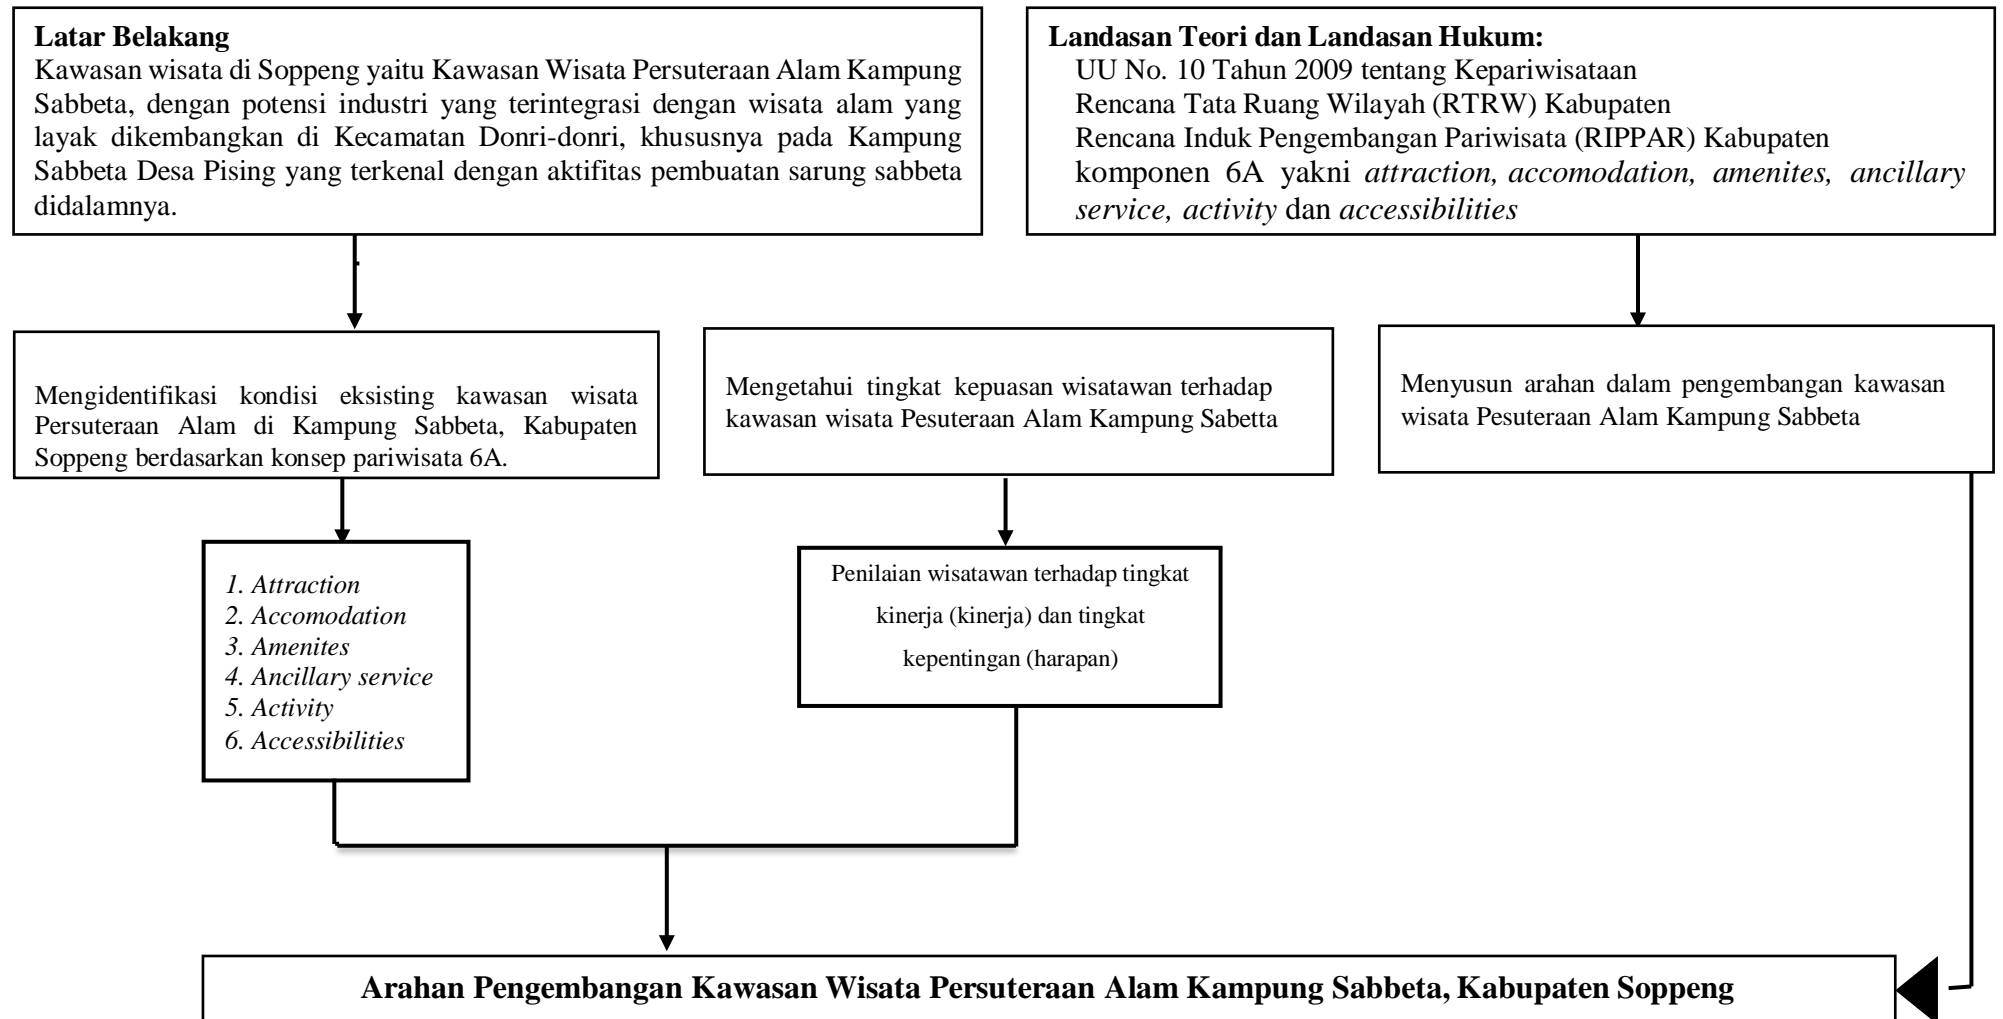 Latar Belakang
Kawasan wisata di Soppeng yaitu Kawasan Wisata Persuteraan Alam Kampung
Sabbeta, dengan potensi industri yang terintegrasi dengan wisata alam yang
layak dikembangkan di Kecamatan Donri-donri, khususnya pada Kampung
Sabbeta Desa Pising yang terkenal dengan aktifitas pembuatan sarung sabbeta
didalamnya.
Landasan Teori dan Landasan Hukum:
UU No. 10 Tahun 2009 tentang Kepariwisataan
Rencana Tata Ruang Wilayah (RTRW) Kabupaten
Rencana Induk Pengembangan Pariwisata (RIPPAR) Kabupaten
komponen 6A yakni attraction, accomodation, amenites, ancillary
service, activity dan accessibilities
Mengidentifikasi kondisi eksisting kawasan wisata
Persuteraan Alam di Kampung Sabbeta, Kabupaten
Soppeng berdasarkan konsep pariwisata 6A.
Mengetahui tingkat kepuasan wisatawan terhadap
kawasan wisata Pesuteraan Alam Kampung Sabetta
Menyusun arahan dalam pengembangan kawasan
wisata Pesuteraan Alam Kampung Sabbeta
1. Attraction
2. Accomodation
3. Amenites
4. Ancillary service
5. Activity
6. Accessibilities
Penilaian wisatawan terhadap tingkat
kinerja (kinerja) dan tingkat
kepentingan (harapan)
Arahan Pengembangan Kawasan Wisata Persuteraan Alam Kampung Sabbeta, Kabupaten Soppeng